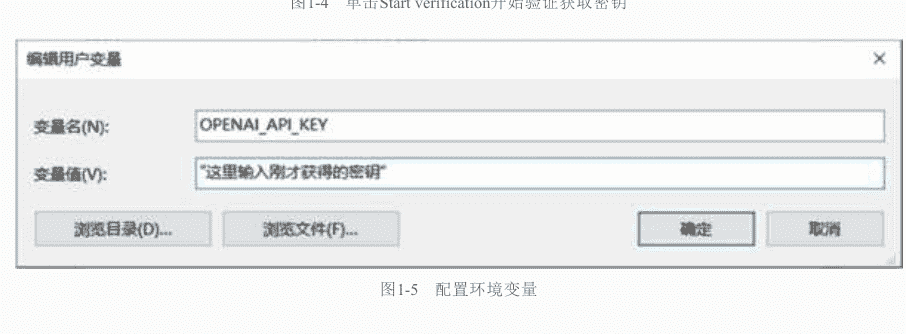 图1-4 单击Start verification开始验证获取密钥
编辑用户变量
变量名(N):
OPENAI_API_KEY
变量值(V):
"这里输入刚才获得的密钥"
浏览目录(D)... 浏览文件(F)... 确定 取消
图1-5 配置环境变量